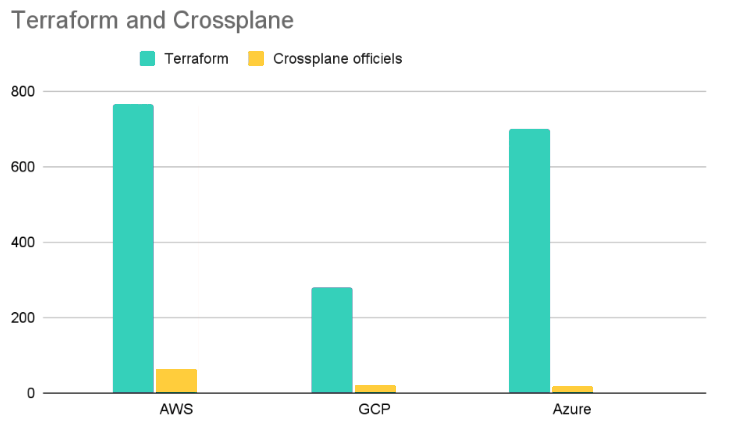 Terraform and Crossplane
Terraform
Crossplane officiels
800
600
400
200
0
AWS
GCP
Azure